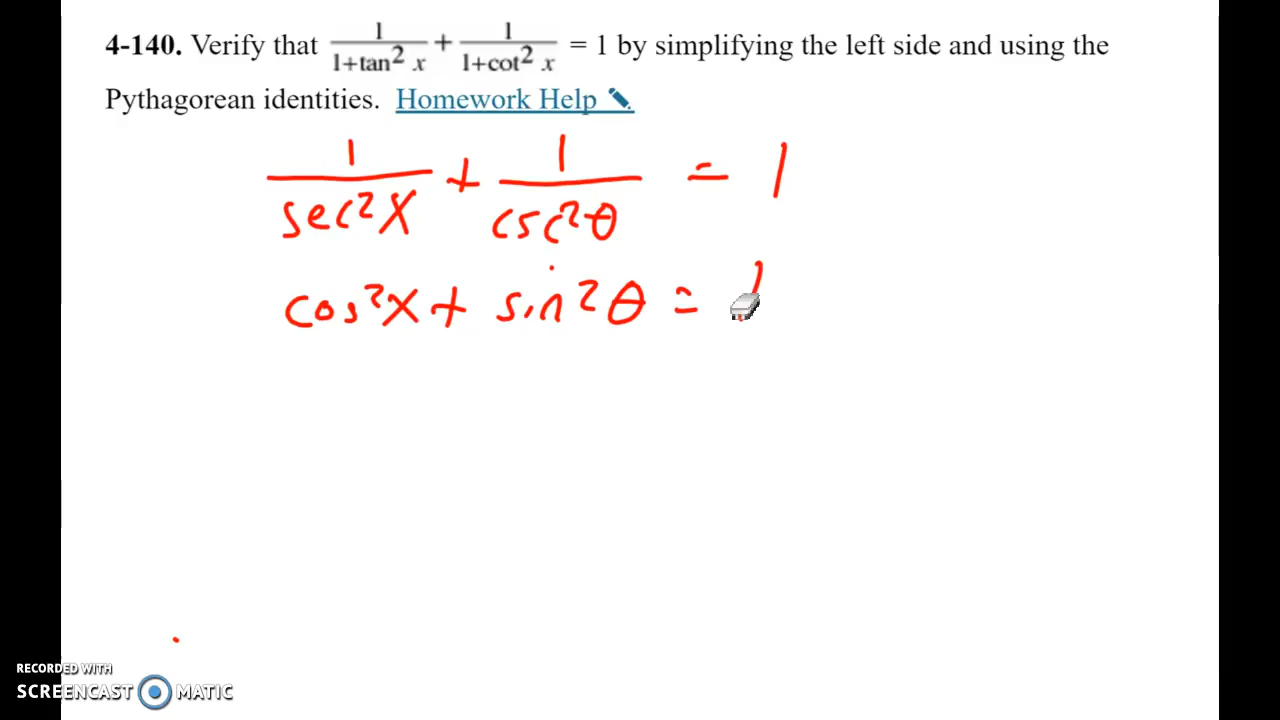 4-140. Verify that 1/(1+tan² x) + 1/(1+cot² x) = 1 by simplifying the left side and using the
Pythagorean identities. Homework Help
1/(sec²x) + 1/(csc²θ) = 1
cos²x + sin²θ = 1
RECORDED WITH
SCREENCAST MATIC